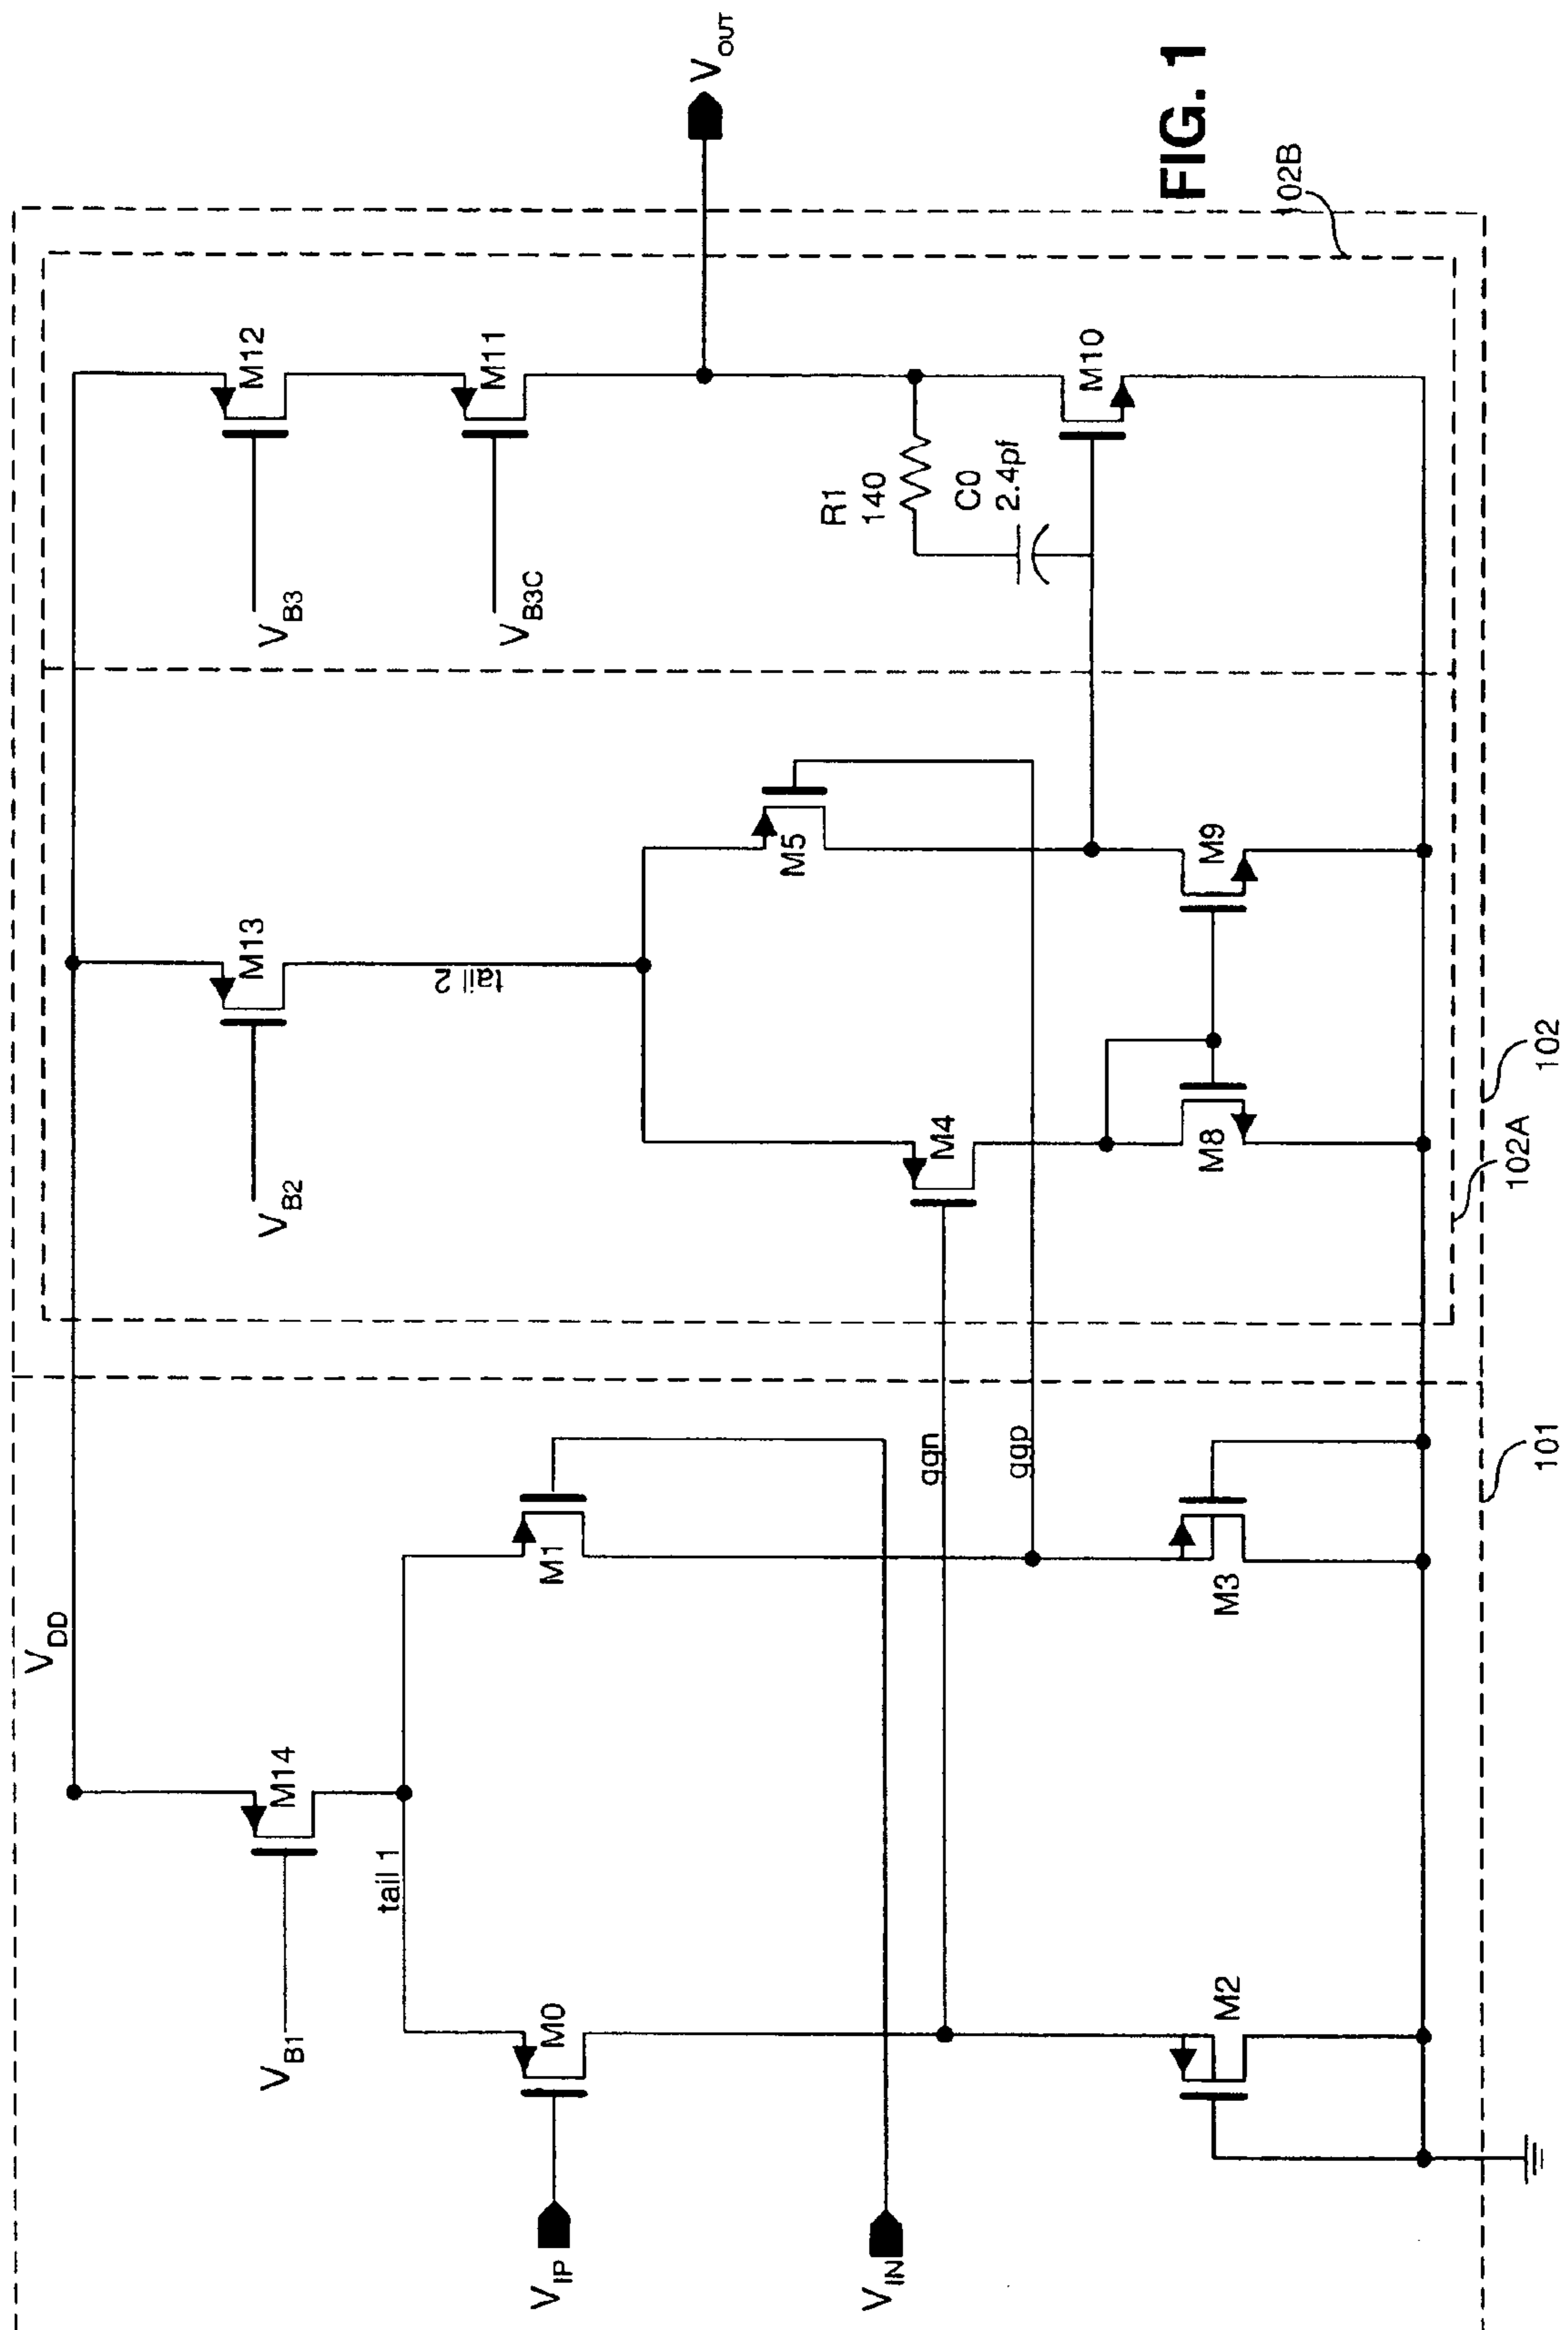 FIG. 1
V_DD
V_B1
M14
tail 1
V_IP
M0
M1
V_IN
ggn
ggp
M2
M3
101
V_B2
M13
tail 2
M4
M5
M8
M9
102A
102
V_B3
M12
V_B3C
M11
V_OUT
R1
140
C0
2.4pf
M10
102B